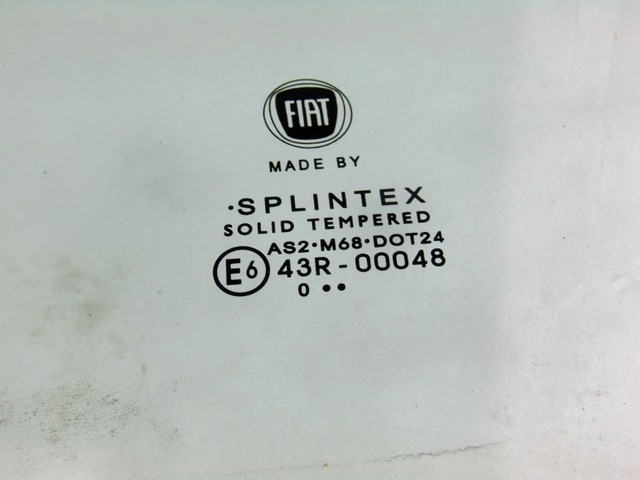 FIAT
MADE BY
·SPLINTEX
SOLID TEMPERED
AS2·M68·DOT24
E6 43R-00048
0 ••